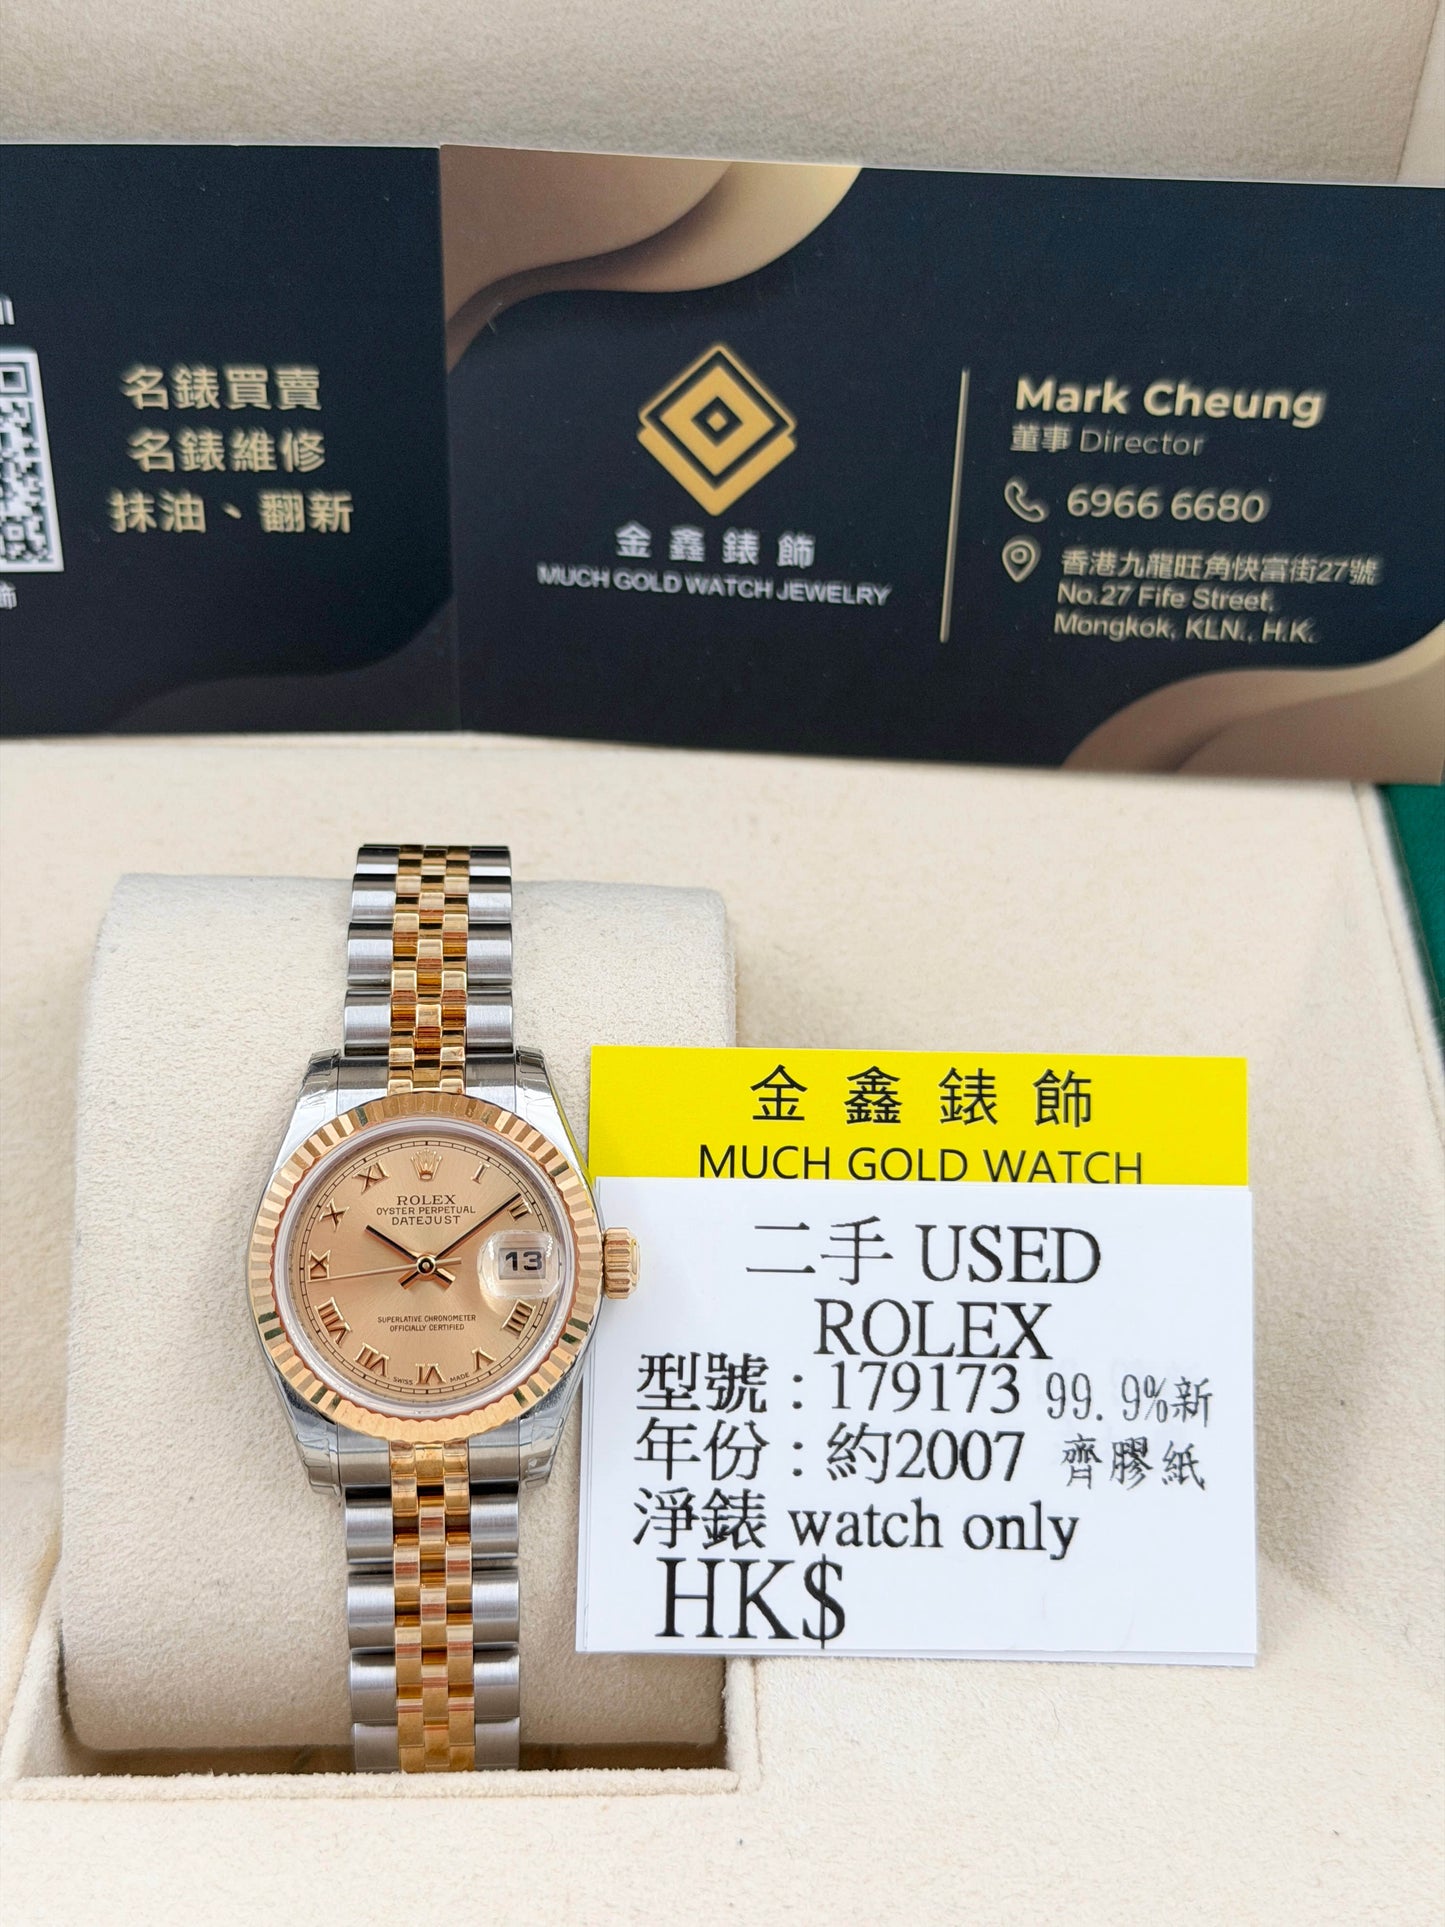 名錶買賣
名錶維修
抹油、翻新
金鑫錶飾
MUCH GOLD WATCH JEWELRY
Mark Cheung
董事 Director
6966 6680
香港九龍旺角快富街27號
No.27 Fife Street,
Mongkok, KLN., H.K.
ROLEX
OYSTER PERPETUAL
DATEJUST
13
SUPERLATIVE CHRONOMETER
OFFICIALLY CERTIFIED
SWISS MADE
金鑫錶飾
MUCH GOLD WATCH
二手 USED
ROLEX
型號：179173 99.9%新
年份：約2007 齊膠紙
淨錶 watch only
HK$